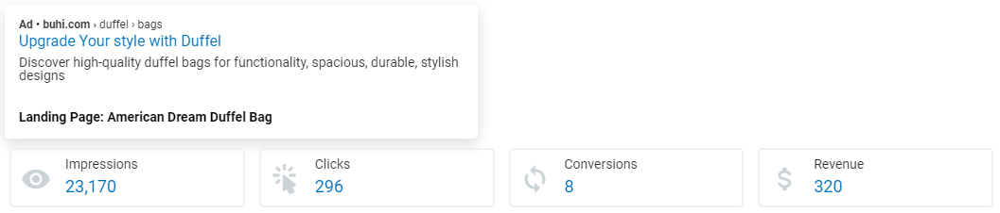 Ad • buhi.com › duffel › bags
Upgrade Your style with Duffel
Discover high-quality duffel bags for functionality, spacious, durable, stylish
designs
Landing Page: American Dream Duffel Bag
Impressions
23,170
Clicks
296
Conversions
8
Revenue
320